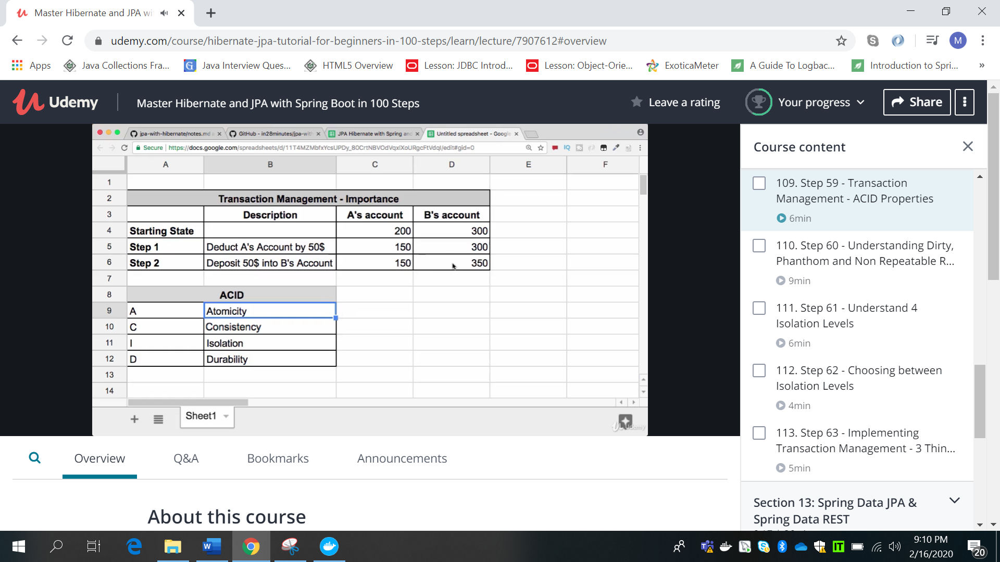 Master Hibernate and JPA wi
udemy.com/course/hibernate-jpa-tutorial-for-beginners-in-100-steps/learn/lecture/7907612#overview
M
Apps
Java Collections Fra...
Java Interview Ques...
HTML5 Overview
Lesson: JDBC Introd...
Lesson: Object-Orie...
ExoticaMeter
A Guide To Logbac...
Introduction to Spri...
»
Udemy
Master Hibernate and JPA with Spring Boot in 100 Steps
Leave a rating
Your progress
Share
jpa-with-hibernate/notes.md
GitHub - in28minutes/jpa-wit
JPA Hibernate with Spring and
Untitled spreadsheet - Google
Secure
https://docs.google.com/spreadsheets/d/
/edit#gid=0
A B C D E F
1
2 Transaction Management - Importance
3 Description A's account B's account
4 Starting State 200 300
5 Step 1 Deduct A's Account by 50$ 150 300
6 Step 2 Deposit 50$ into B's Account 150 350
7
8 ACID
9 A Atomicity
10 C Consistency
11 I Isolation
12 D Durability
13
14
Sheet1
Udemy
Course content
109. Step 59 - Transaction
Management - ACID Properties
6min
110. Step 60 - Understanding Dirty,
Phanthom and Non Repeatable R...
9min
111. Step 61 - Understand 4
Isolation Levels
6min
112. Step 62 - Choosing between
Isolation Levels
4min
113. Step 63 - Implementing
Transaction Management - 3 Thin...
5min
Section 13: Spring Data JPA &
Spring Data REST
Overview
Q&A
Bookmarks
Announcements
About this course
9:10 PM
2/16/2020
20